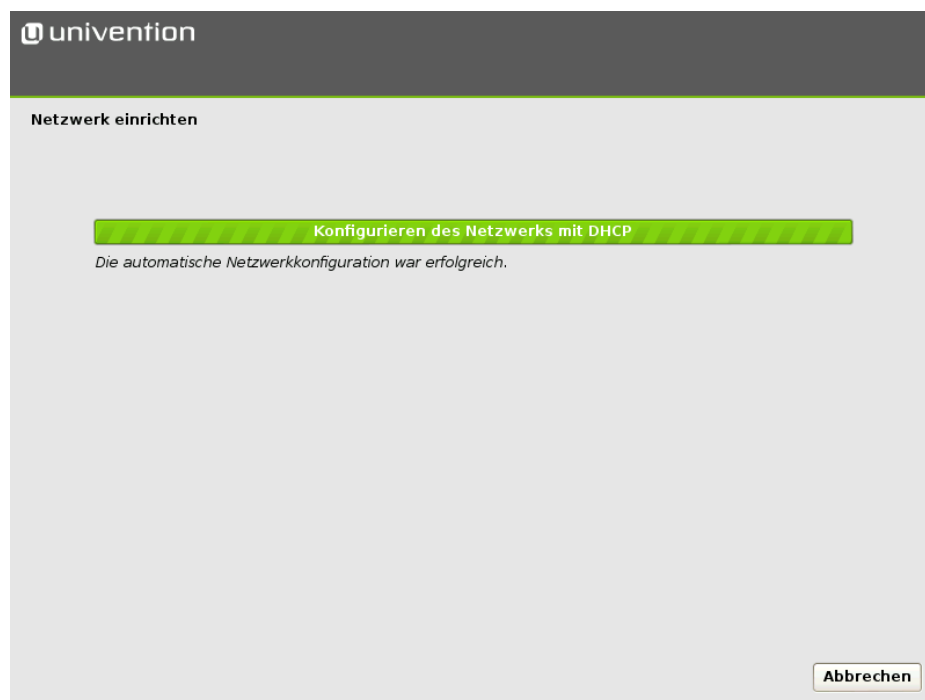 univention
Netzwerk einrichten
Konfigurieren des Netzwerks mit DHCP
Die automatische Netzwerkkonfiguration war erfolgreich.
Abbrechen